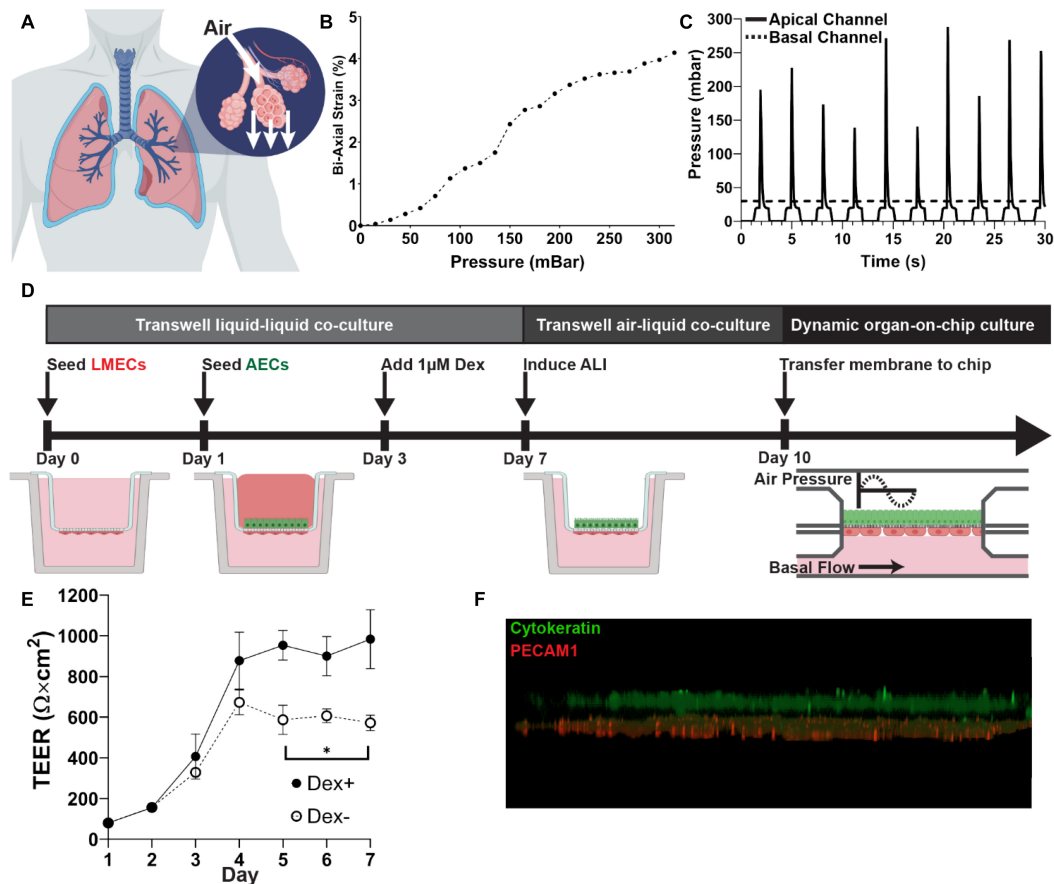 A
Air
B
Bi-Axial Strain (%)
5
4
3
2
1
0
0 50 100 150 200 250 300
Pressure (mBar)
C
Apical Channel
Basal Channel
Pressure (mbar)
300
250
200
150
100
50
0
0 5 10 15 20 25 30
Time (s)
D
Transwell liquid-liquid co-culture
Transwell air-liquid co-culture
Dynamic organ-on-chip culture
Seed LMECs
Seed AECs
Add 1µM Dex
Induce ALI
Transfer membrane to chip
Day 0
Day 1
Day 3
Day 7
Day 10
Air Pressure
Basal Flow
E
TEER (Ω×cm²)
1200
1000
800
600
400
200
0
*
Dex+
Dex-
1 2 3 4 5 6 7
Day
F
Cytokeratin
PECAM1